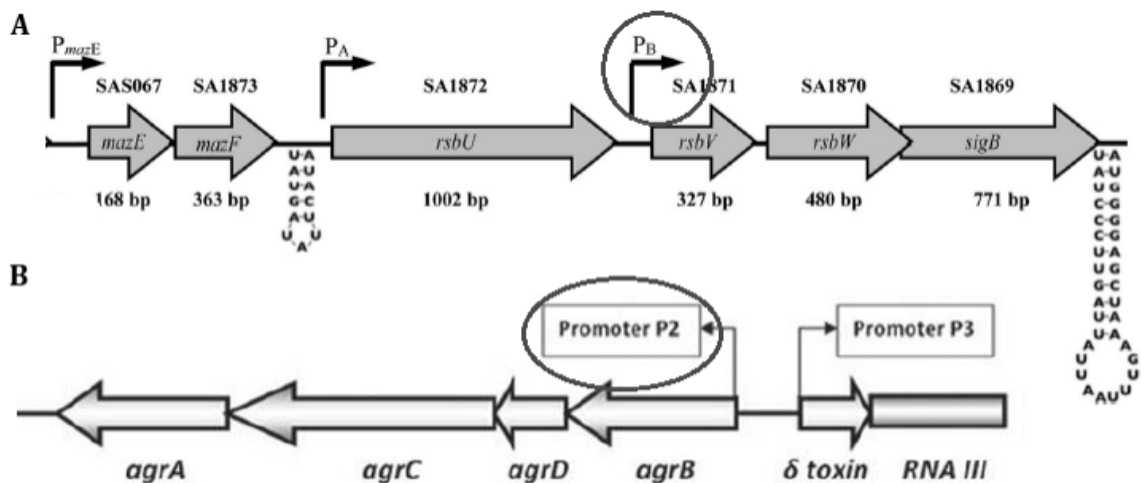 A
PmazE
PA
PB
SAS067 SA1873 SA1872 SA1871 SA1870 SA1869
mazE mazF rsbU rsbV rsbW sigB
168 bp 363 bp 1002 bp 327 bp 480 bp 771 bp
U-A
A-U
U-A
G-C
A-U
U U
A
U-A
A-U
U-G
C-G
C-G
U-A
U-G
G-C
A-U
U-A
U-A
A A
U G
U U
A U
A U
B
Promoter P2 Promoter P3
agrA agrC agrD agrB δ toxin RNA III